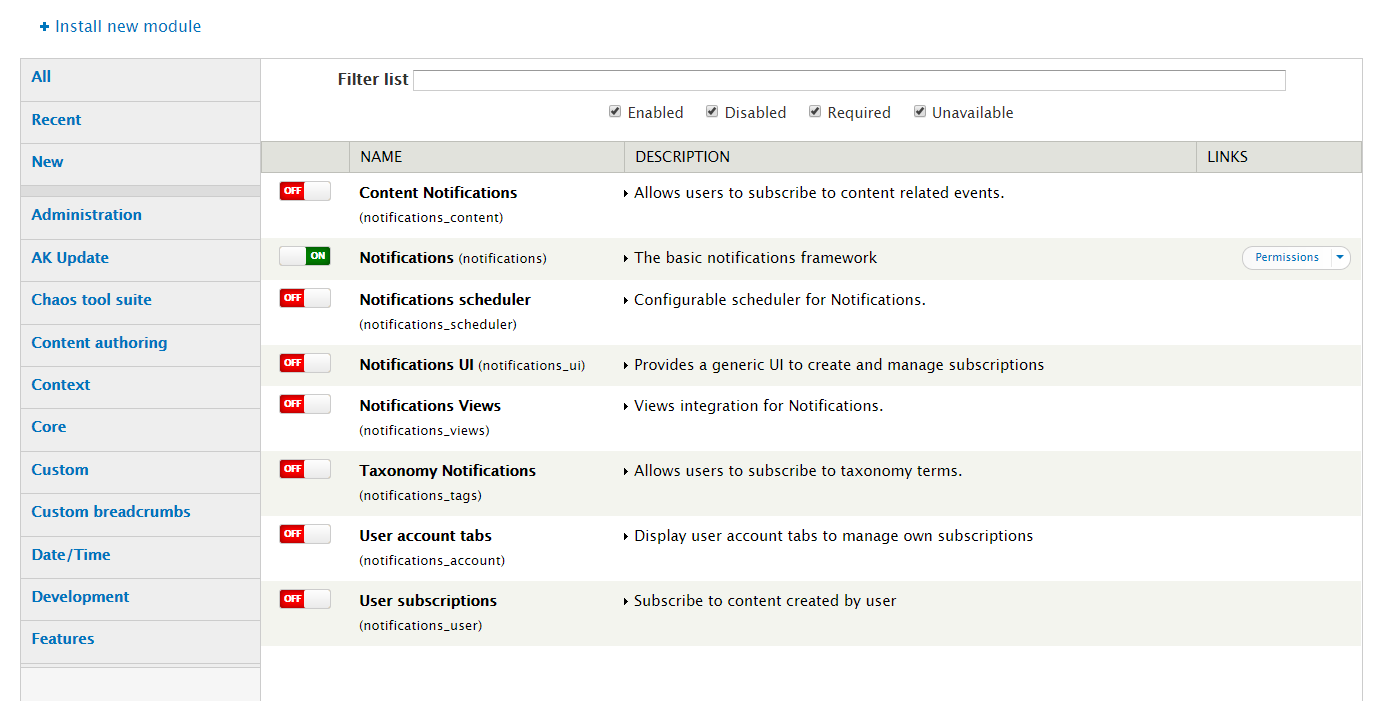 Install new module
All
Recent
New
Administration
AK Update
Chaos tool suite
Content authoring
Context
Core
Custom
Custom breadcrumbs
Date/Time
Development
Features
Filter list
Enabled Disabled Required Unavailable
NAME DESCRIPTION LINKS
OFF Content Notifications Allows users to subscribe to content related events.
(notifications_content)
ON Notifications (notifications) The basic notifications framework Permissions
OFF Notifications scheduler Configurable scheduler for Notifications.
(notifications_scheduler)
OFF Notifications UI (notifications_ui) Provides a generic UI to create and manage subscriptions
OFF Notifications Views Views integration for Notifications.
(notifications_views)
OFF Taxonomy Notifications Allows users to subscribe to taxonomy terms.
(notifications_tags)
OFF User account tabs Display user account tabs to manage own subscriptions
(notifications_account)
OFF User subscriptions Subscribe to content created by user
(notifications_user)